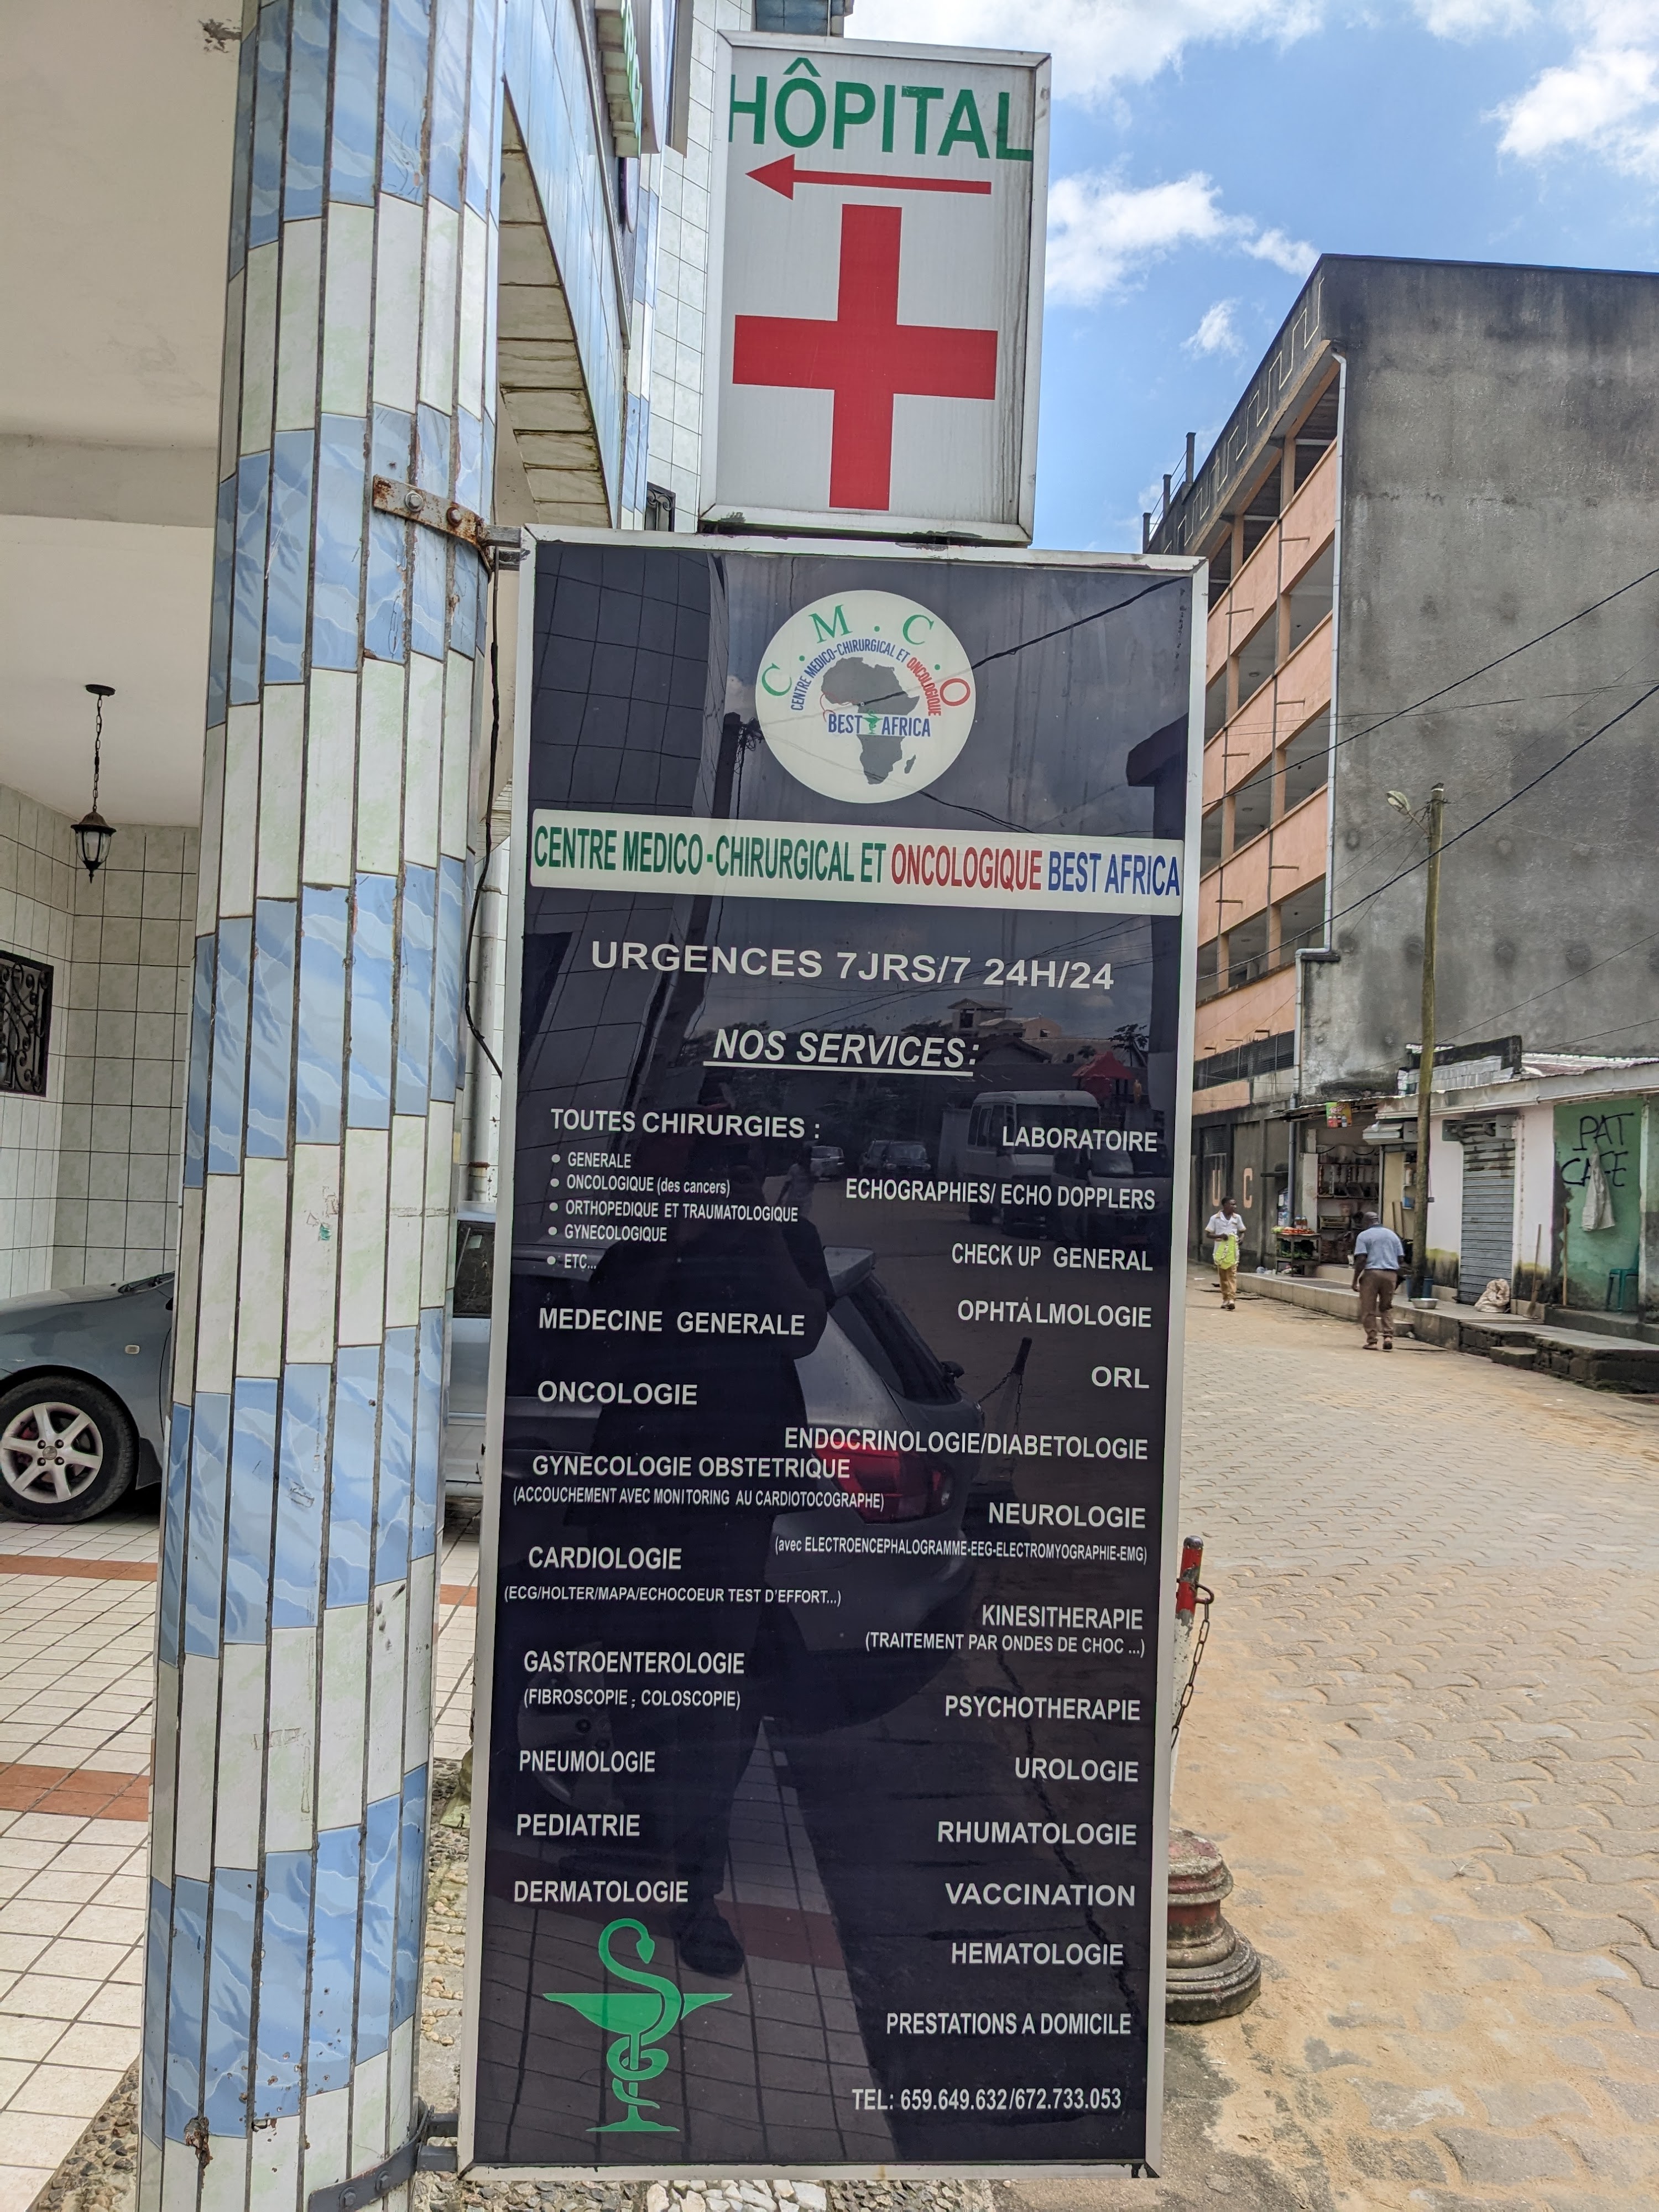 HÔPITAL
C.M.C.O
CENTRE MEDICO-CHIRURGICAL ET ONCOLOGIQUE
BEST AFRICA
CENTRE MEDICO-CHIRURGICAL ET ONCOLOGIQUE BEST AFRICA
URGENCES 7JRS/7 24H/24
NOS SERVICES:
TOUTES CHIRURGIES :
• GENERALE
• ONCOLOGIQUE (des cancers)
• ORTHOPEDIQUE ET TRAUMATOLOGIQUE
• GYNECOLOGIQUE
• ETC...
MEDECINE GENERALE
ONCOLOGIE
GYNECOLOGIE OBSTETRIQUE
(ACCOUCHEMENT AVEC MONITORING AU CARDIOTOCOGRAPHE)
CARDIOLOGIE
(ECG/HOLTER/MAPA/ECHOCOEUR TEST D'EFFORT...)
GASTROENTEROLOGIE
(FIBROSCOPIE ; COLOSCOPIE)
PNEUMOLOGIE
PEDIATRIE
DERMATOLOGIE
LABORATOIRE
ECHOGRAPHIES/ ECHO DOPPLERS
CHECK UP GENERAL
OPHTALMOLOGIE
ORL
ENDOCRINOLOGIE/DIABETOLOGIE
NEUROLOGIE
(avec ELECTROENCEPHALOGRAMME-EEG-ELECTROMYOGRAPHIE-EMG)
KINESITHERAPIE
(TRAITEMENT PAR ONDES DE CHOC ...)
PSYCHOTHERAPIE
UROLOGIE
RHUMATOLOGIE
VACCINATION
HEMATOLOGIE
PRESTATIONS A DOMICILE
TEL: 659.649.632/672.733.053
U C
PAT
CAFE